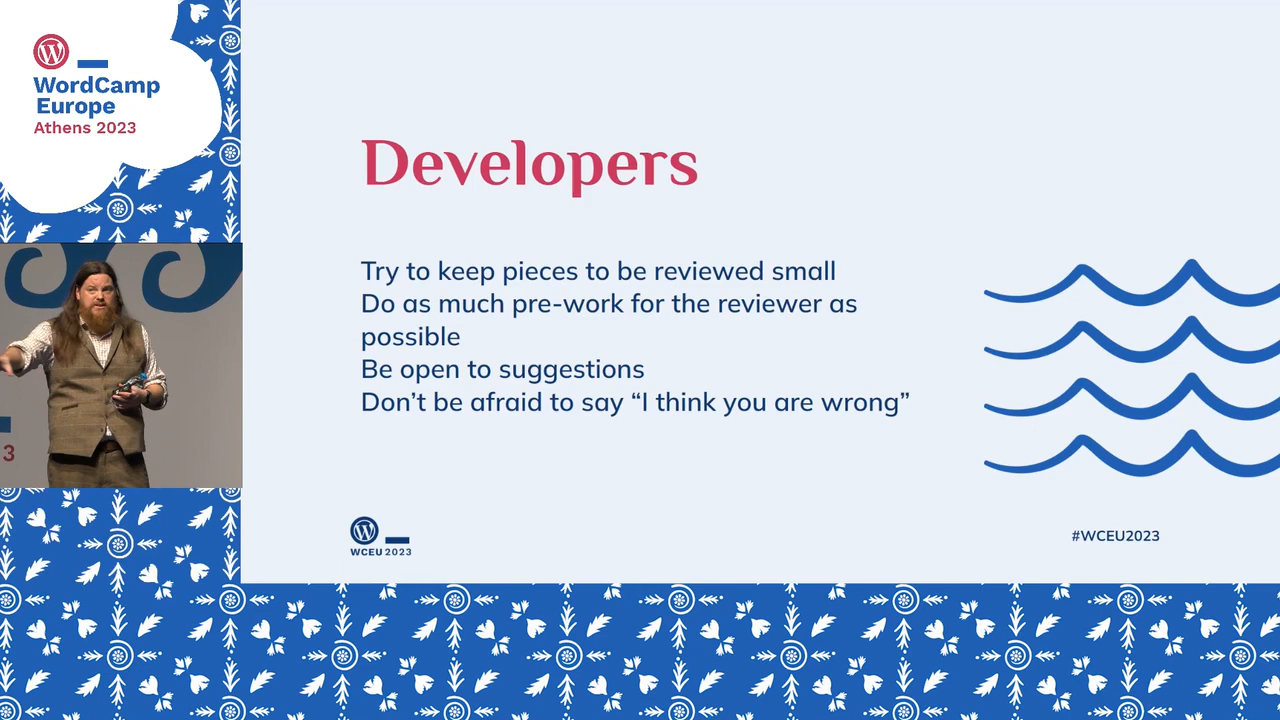 WordCamp
Europe
Athens 2023
Developers
Try to keep pieces to be reviewed small
Do as much pre-work for the reviewer as
possible
Be open to suggestions
Don’t be afraid to say “I think you are wrong”
3
WCEU 2023
#WCEU2023